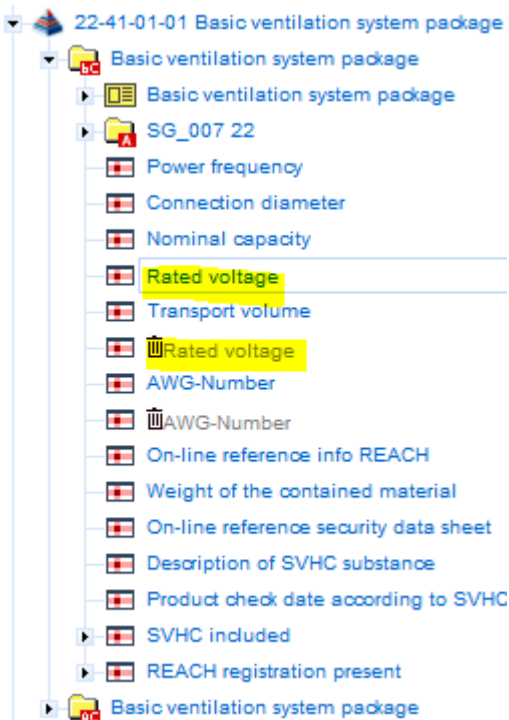 22-41-01-01 Basic ventilation system package
Basic ventilation system package
Basic ventilation system package
SG_007 22
Power frequency
Connection diameter
Nominal capacity
Rated voltage
Transport volume
Rated voltage
AWG-Number
AWG-Number
On-line reference info REACH
Weight of the contained material
On-line reference security data sheet
Description of SVHC substance
Product check date according to SVHC
SVHC included
REACH registration present
Basic ventilation system package